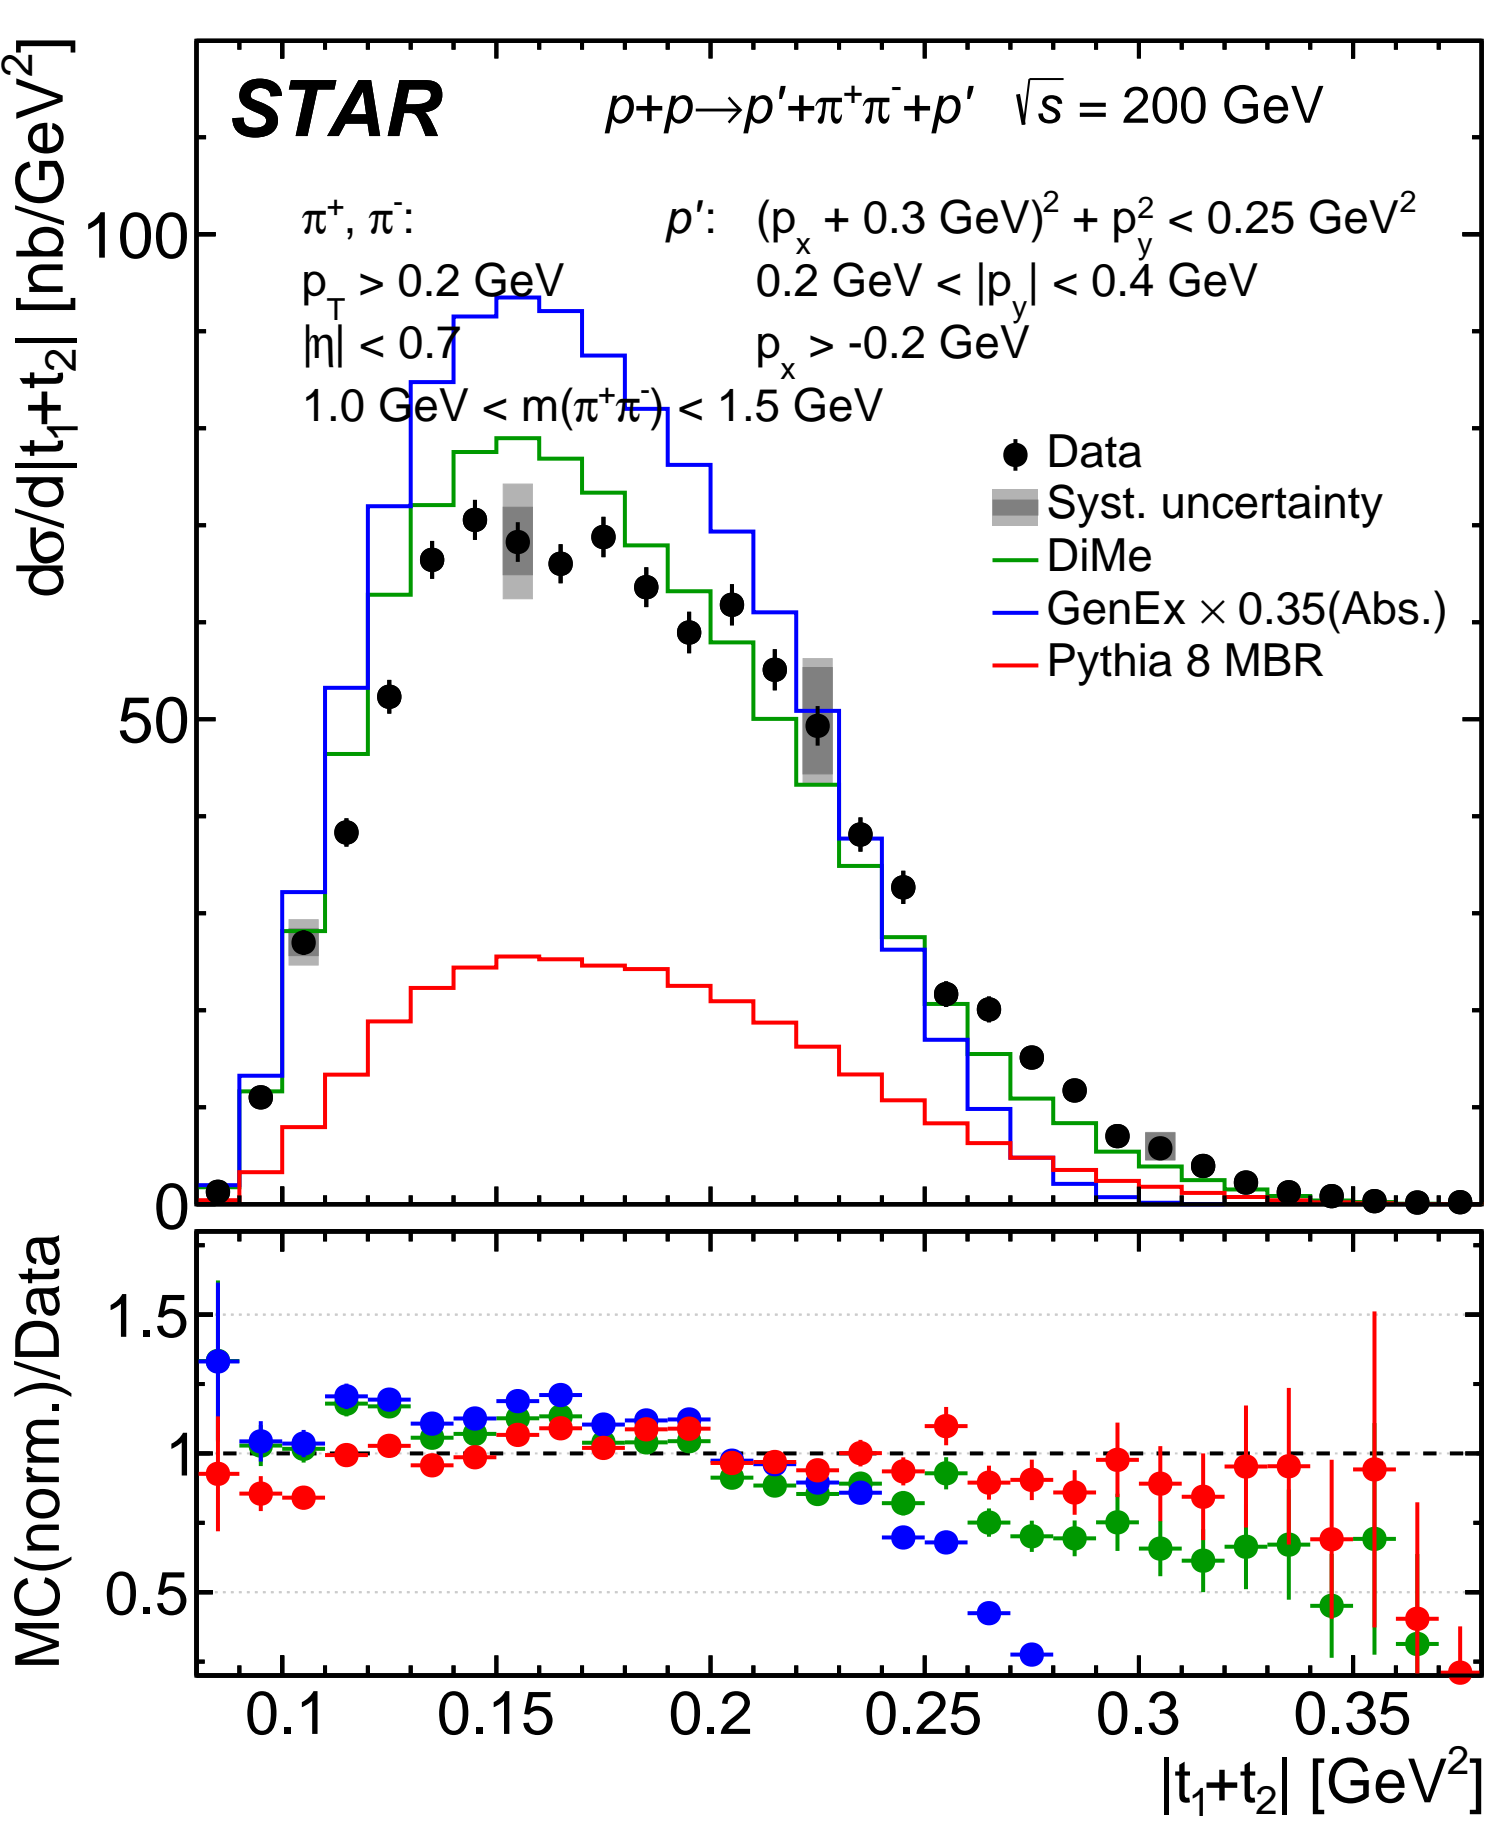 STAR p+p→p′+π⁺π⁻+p′ √s = 200 GeV
π⁺, π⁻: p′: (pₓ + 0.3 GeV)² + p_y² < 0.25 GeV²
p_T > 0.2 GeV 0.2 GeV < |p_y| < 0.4 GeV
|η| < 0.7 pₓ > -0.2 GeV
1.0 GeV < m(π⁺π⁻) < 1.5 GeV
Data
Syst. uncertainty
DiMe
GenEx × 0.35(Abs.)
Pythia 8 MBR
dσ/d|t₁+t₂| [nb/GeV²]
100
50
0
MC(norm.)/Data
1.5
1
0.5
0.1 0.15 0.2 0.25 0.3 0.35
|t₁+t₂| [GeV²]